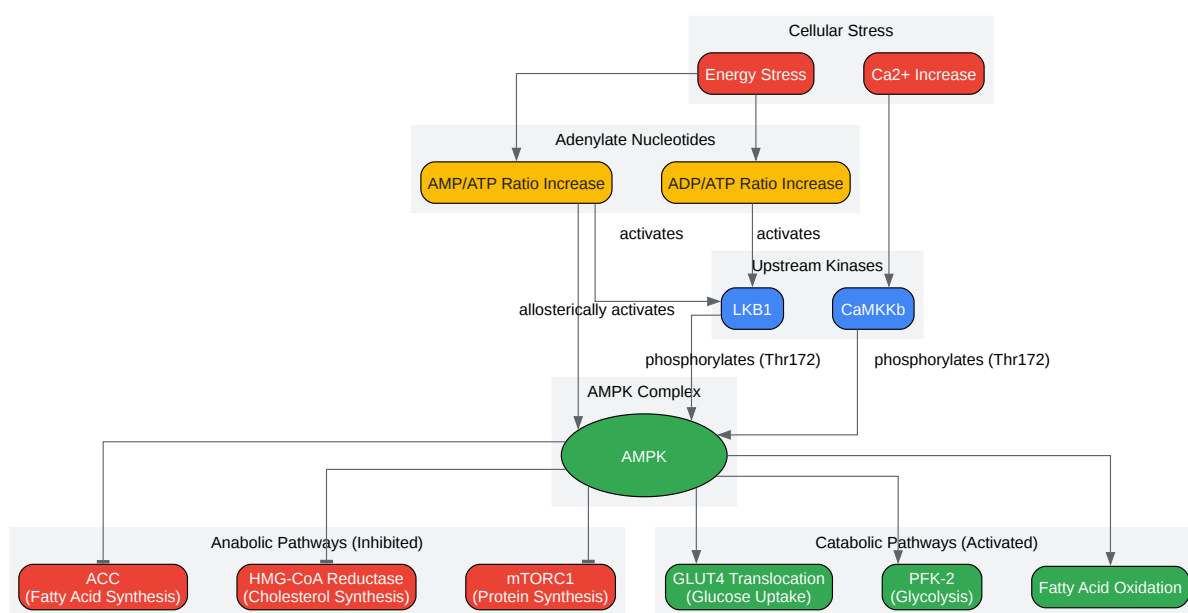 Cellular Stress
Energy Stress
Ca2+ Increase
Adenylate Nucleotides
AMP/ATP Ratio Increase
ADP/ATP Ratio Increase
activates
activates
Upstream Kinases
allosterically activates
LKB1
CaMKKb
phosphorylates (Thr172)
phosphorylates (Thr172)
AMPK Complex
AMPK
Anabolic Pathways (Inhibited)
ACC
(Fatty Acid Synthesis)
HMG-CoA Reductase
(Cholesterol Synthesis)
mTORC1
(Protein Synthesis)
Catabolic Pathways (Activated)
GLUT4 Translocation
(Glucose Uptake)
PFK-2
(Glycolysis)
Fatty Acid Oxidation